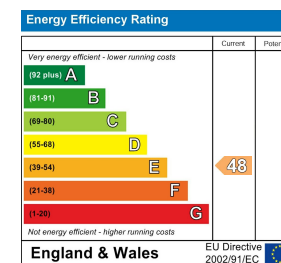 Energy Efficiency Rating
Current Poten
Very energy efficient - lower running costs
(92 plus) A
(81-91) B
(69-80) C
(55-68) D
(39-54) E 48
(21-38) F
(1-20) G
Not energy efficient - higher running costs
England & Wales
EU Directive
2002/91/EC